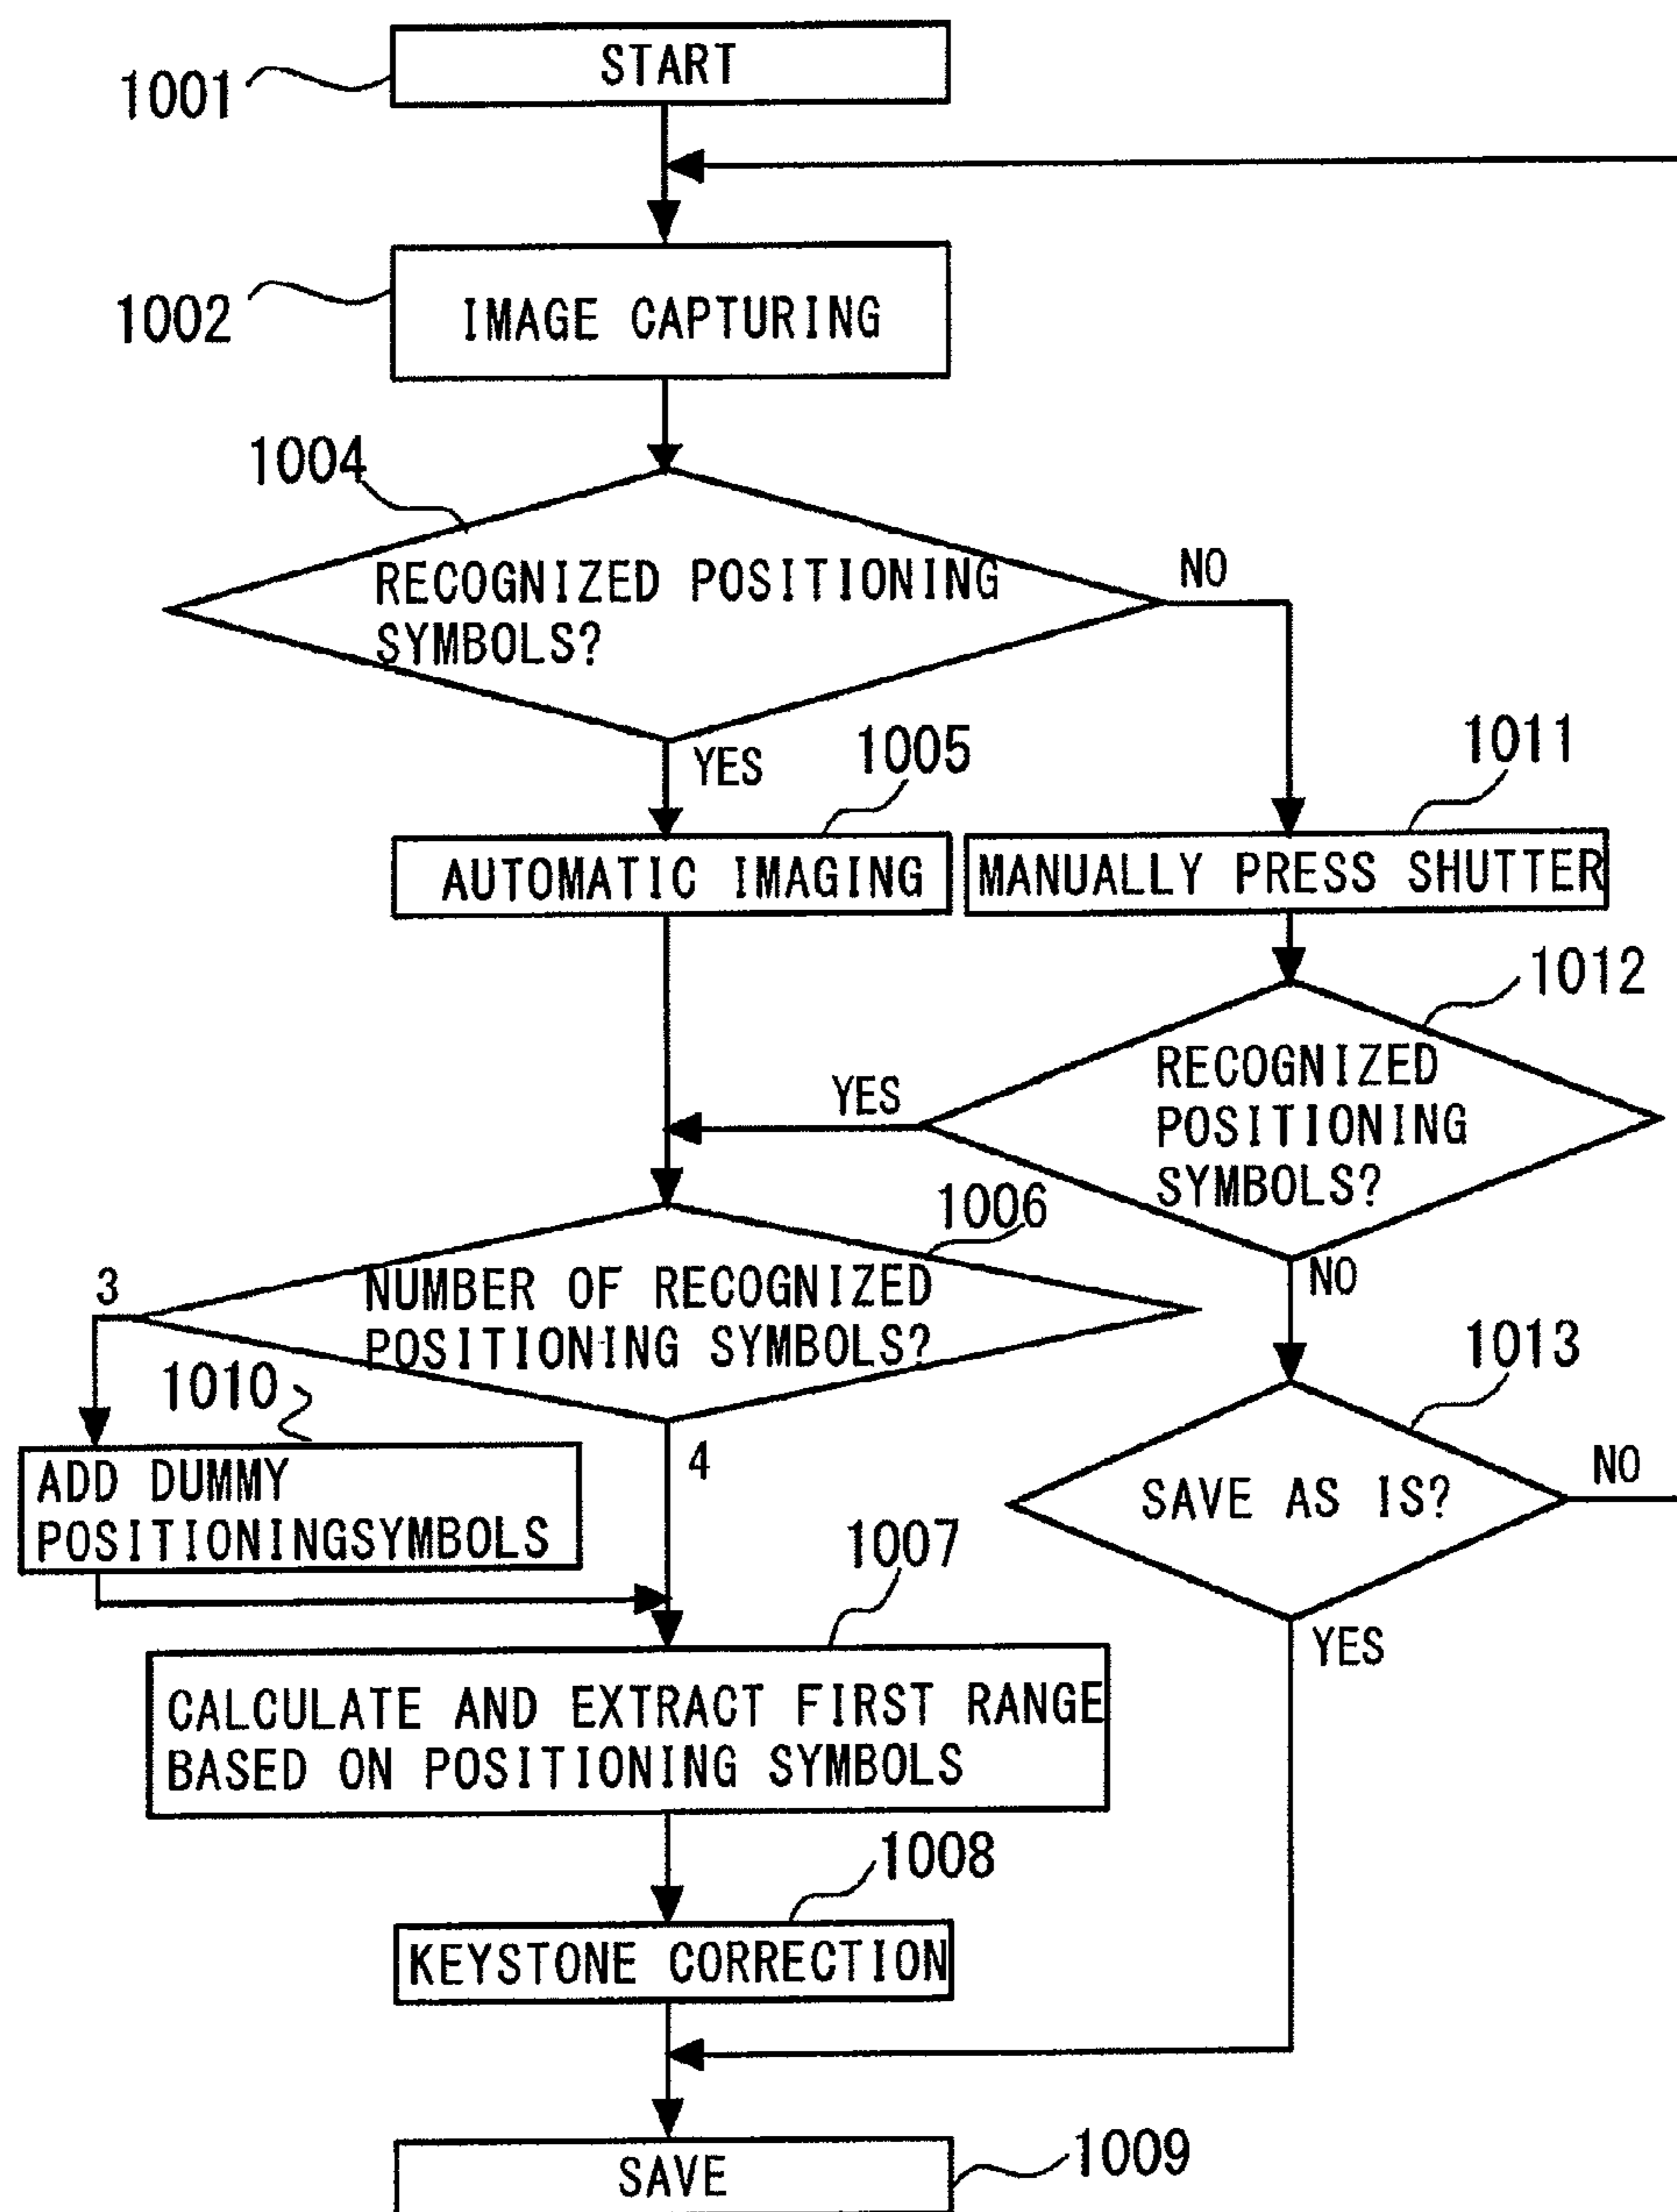 START
1001
IMAGE CAPTURING
1002
1004
RECOGNIZED POSITIONING
SYMBOLS?
NO
YES
1005
1011
AUTOMATIC IMAGING
MANUALLY PRESS SHUTTER
1012
RECOGNIZED
POSITIONING
SYMBOLS?
YES
NO
1006
NUMBER OF RECOGNIZED
POSITIONING SYMBOLS?
3
4
1010
ADD DUMMY
POSITIONINGSYMBOLS
1013
SAVE AS IS?
NO
YES
1007
CALCULATE AND EXTRACT FIRST RANGE
BASED ON POSITIONING SYMBOLS
1008
KEYSTONE CORRECTION
SAVE
1009